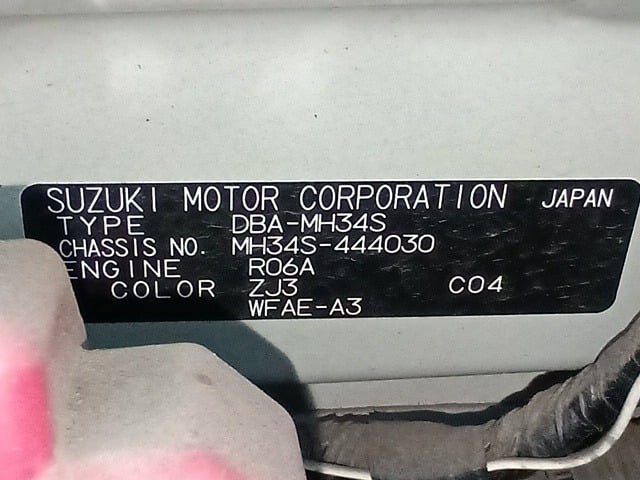 SUZUKI MOTOR CORPORATION JAPAN
TYPE DBA-MH34S
CHASSIS NO. MH34S-444030
ENGINE R06A
COLOR ZJ3 C04
WFAE-A3